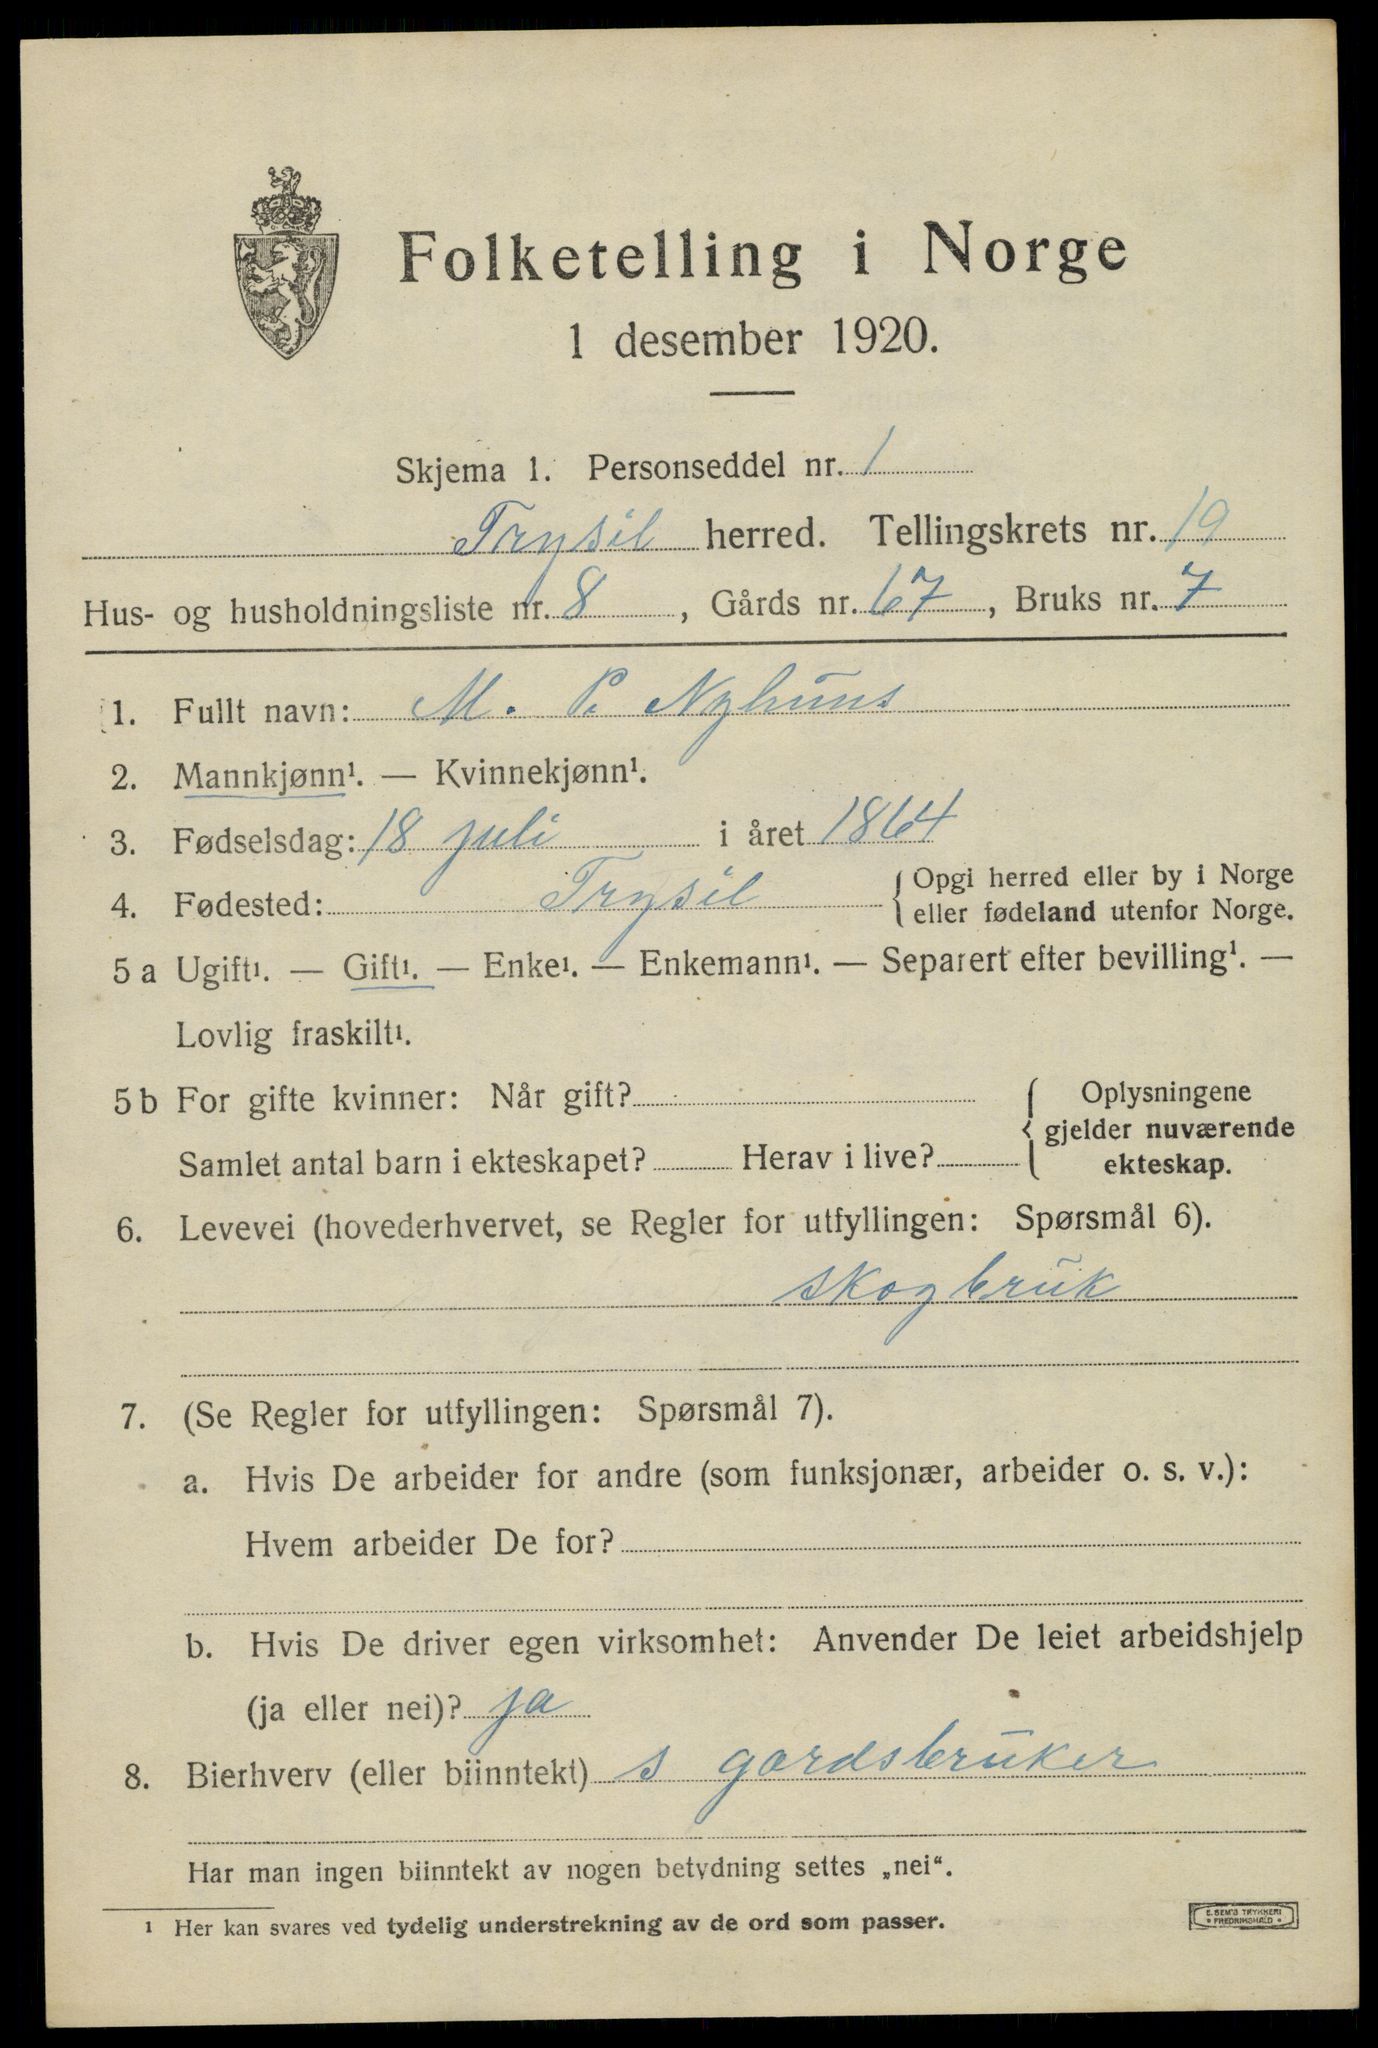 Folketelling i Norge
1 desember 1920.
Skjema 1. Personseddel nr. 1
Trysil herred. Tellingskrets nr. 19
Hus- og husholdningsliste nr. 8, Gårds nr. 67, Bruks nr. 7
1. Fullt navn: M. P. Nyhuus
2. Mannkjønn¹. — Kvinnekjønn¹.
3. Fødselsdag: 18 juli i året 1864
4. Fødested: Trysil { Opgi herred eller by i Norge
eller fødeland utenfor Norge.
5 a Ugift¹. — Gift¹. — Enke¹. — Enkemann¹. — Separert efter bevilling¹. —
Lovlig fraskilt¹.
5 b For gifte kvinner: Når gift?
Samlet antal barn i ekteskapet? Herav i live?
{ Oplysningene
gjelder nuværende
ekteskap.
6. Levevei (hovederhvervet, se Regler for utfyllingen: Spørsmål 6).
skogbruk
7. (Se Regler for utfyllingen: Spørsmål 7).
a. Hvis De arbeider for andre (som funksjonær, arbeider o. s. v.):
Hvem arbeider De for?
b. Hvis De driver egen virksomhet: Anvender De leiet arbeidshjelp
(ja eller nei)? ja
8. Bierhverv (eller biinntekt) s gardsbruker
Har man ingen biinntekt av nogen betydning settes „nei“.
¹ Her kan svares ved tydelig understrekning av de ord som passer.
E. SEM'S TRYKKERI
• FREDRIKSHALD •